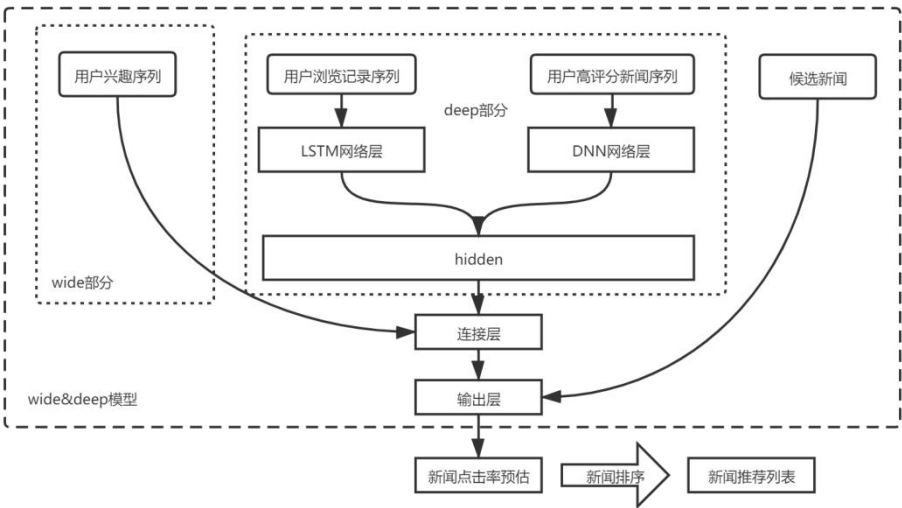 用户兴趣序列
用户浏览记录序列
用户高评分新闻序列
候选新闻
deep部分
LSTM网络层
DNN网络层
hidden
wide部分
连接层
wide&deep模型
输出层
新闻点击率预估
新闻排序
新闻推荐列表